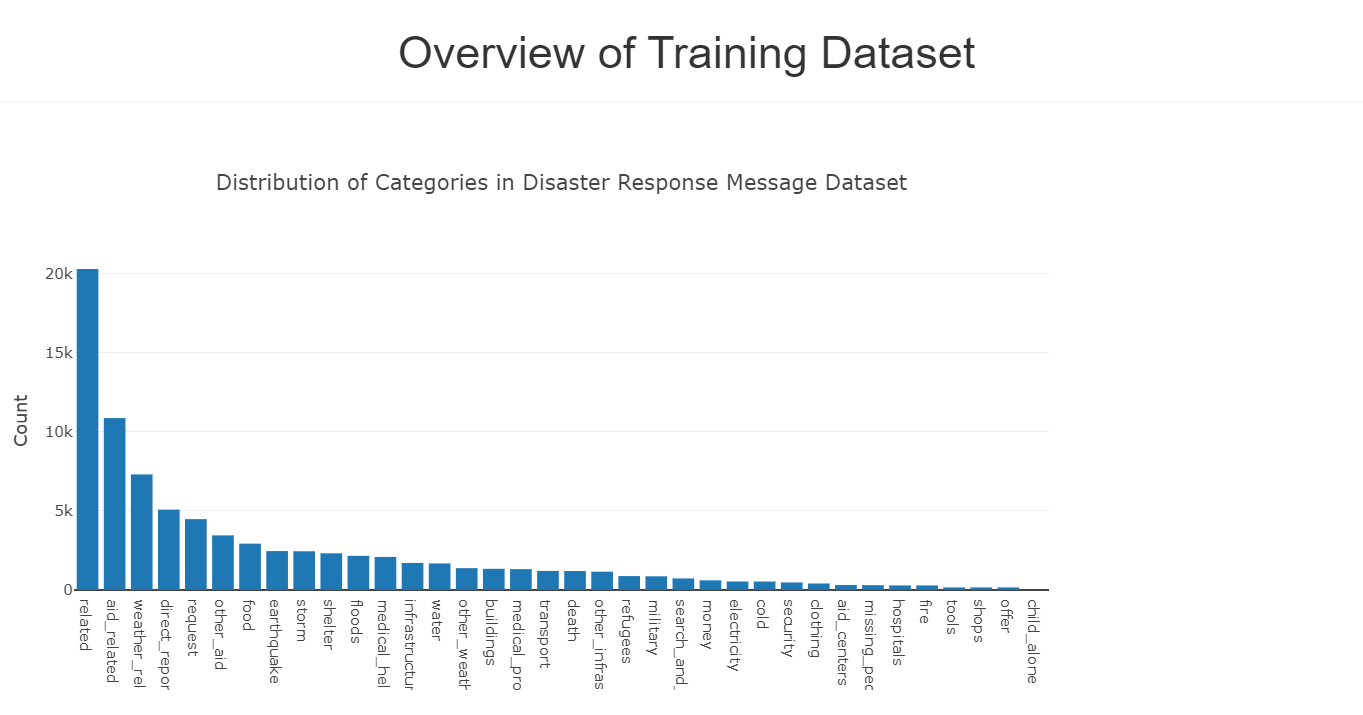 Overview of Training Dataset
Distribution of Categories in Disaster Response Message Dataset
Count
20k
15k
10k
5k
0
related
aid_related
weather_rel
direct_repor
request
other_aid
food
earthquake
storm
shelter
floods
medical_hel
infrastructur
water
other_weath
buildings
medical_pro
transport
death
other_infras
refugees
military
search_and_
money
electricity
cold
security
clothing
aid_centers
missing_peo
hospitals
fire
tools
shops
offer
child_alone